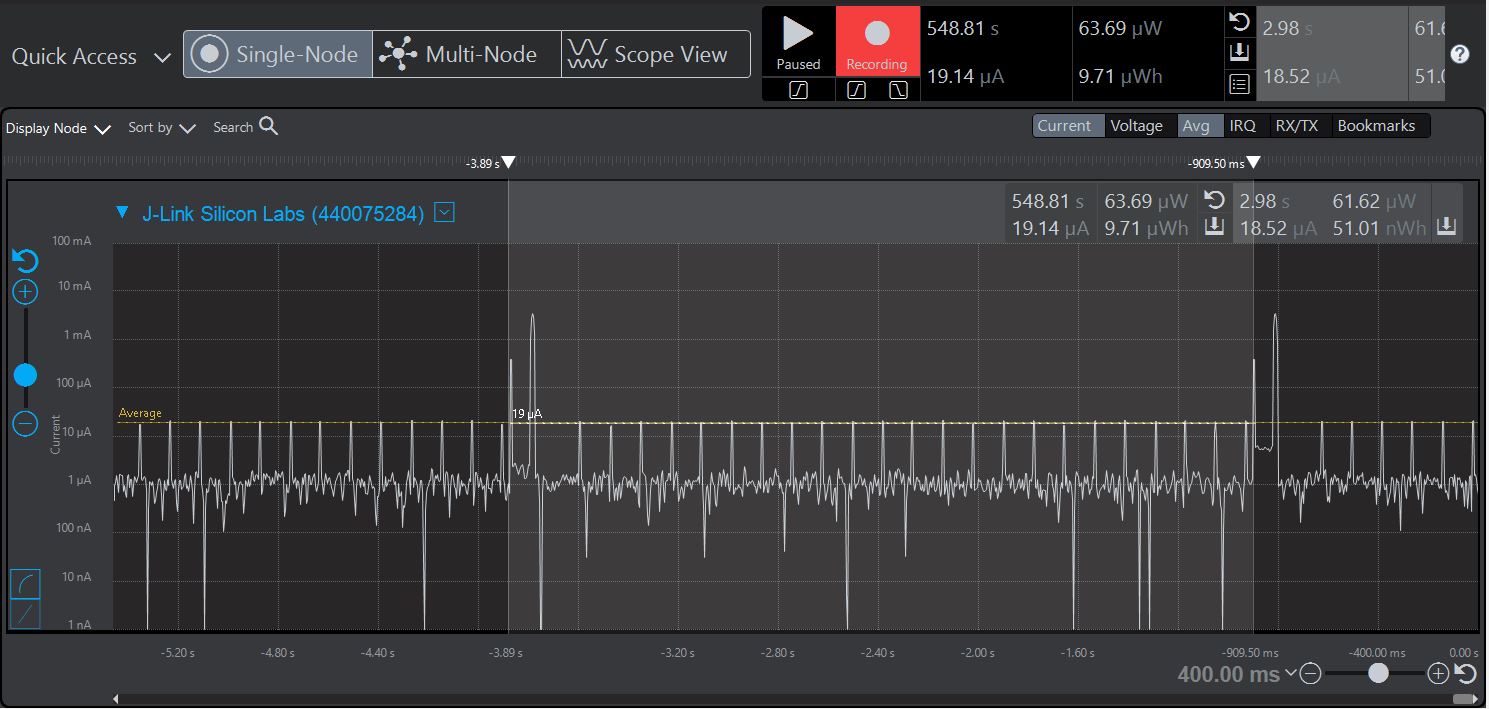 Quick Access
Single-Node
Multi-Node
Scope View
Paused
Recording
548.81 s
63.69 µW
19.14 µA
9.71 µWh
2.98 s
18.52 µA
?
Display Node
Sort by
Search
Current
Voltage
Avg
IRQ
RX/TX
Bookmarks
-3.89 s
-909.50 ms
J-Link Silicon Labs (440075284)
548.81 s
63.69 µW
2.98 s
61.62 µW
19.14 µA
9.71 µWh
18.52 µA
51.01 nWh
100 mA
10 mA
1 mA
100 µA
10 µA
1 µA
100 nA
10 nA
1 nA
Current
Average
19 µA
-5.20 s
-4.80 s
-4.40 s
-3.89 s
-3.20 s
-2.80 s
-2.40 s
-2.00 s
-1.60 s
-909.50 ms
-400.00 ms
0.00 s
400.00 ms